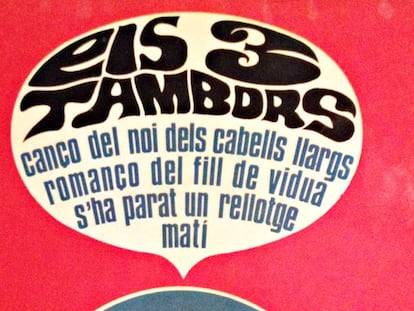 els 3
TAMBORS
canço del noi dels cabells llargs
romanço del fill de vidua
s'ha parat un rellotge
matí